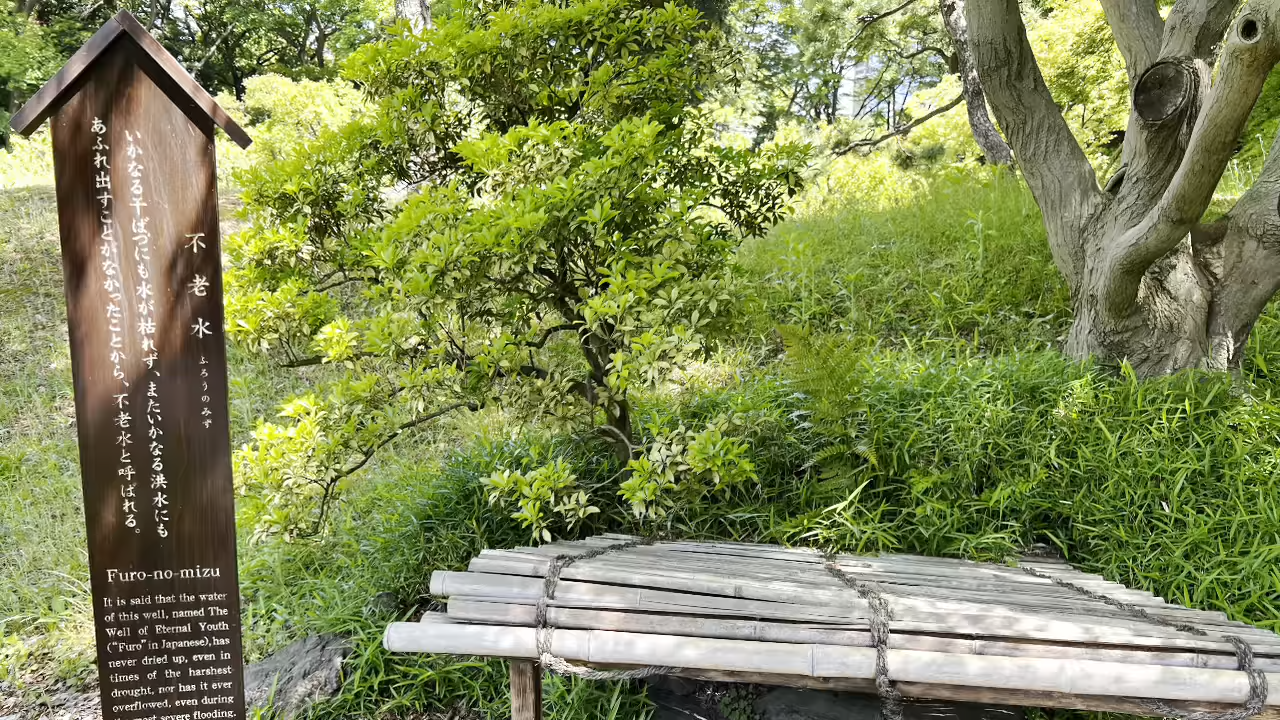 不老水 ふろうのみず
いかなる干ばつにも水が枯れず、またいかなる洪水にも
あふれ出すことがなかったことから、不老水と呼ばれる。
Furo-no-mizu
It is said that the water
of this well, named The
Well of Eternal Youth
("Furo" in Japanese), has
never dried up, even in
times of the harshest
drought, nor has it ever
overflowed, even during
the most severe flooding.